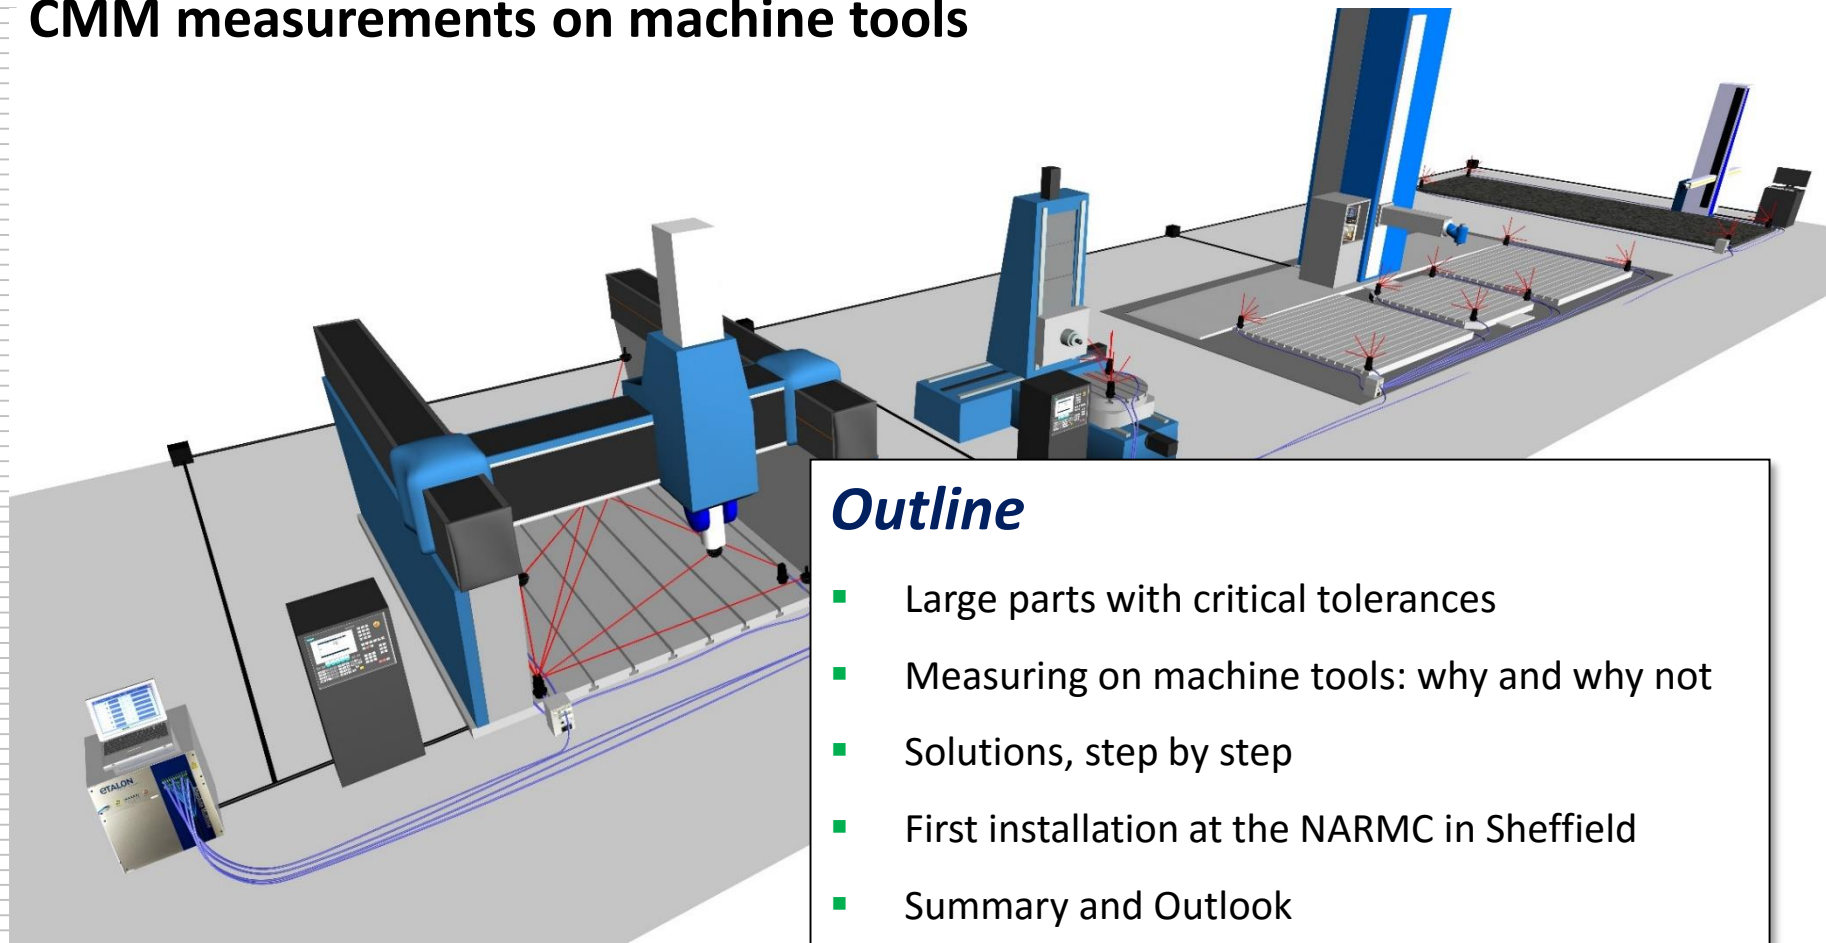 CMM measurements on machine tools
eTALON
Outline
Large parts with critical tolerances
Measuring on machine tools: why and why not
Solutions, step by step
First installation at the NARMC in Sheffield
Summary and Outlook